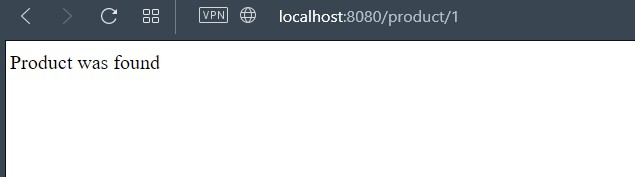 VPN localhost:8080/product/1
Product was found